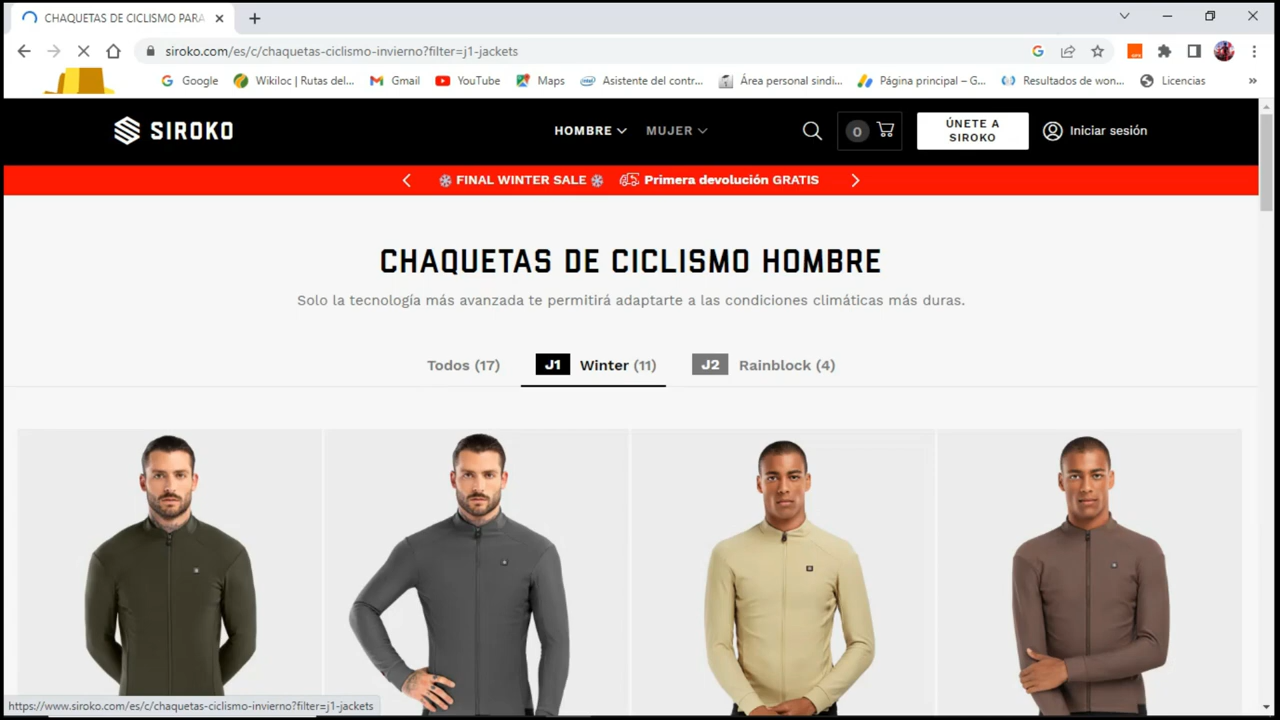 CHAQUETAS DE CICLISMO PARA
siroko.com/es/c/chaquetas-ciclismo-invierno?filter=j1-jackets
Google Wikiloc | Rutas del... Gmail YouTube Maps Asistente del contr... Área personal sindi... Página principal – G... Resultados de won... Licencias »
SIROKO HOMBRE MUJER 0 ÚNETE A SIROKO Iniciar sesión
FINAL WINTER SALE Primera devolución GRATIS
CHAQUETAS DE CICLISMO HOMBRE
Solo la tecnología más avanzada te permitirá adaptarte a las condiciones climáticas más duras.
Todos (17) J1 Winter (11) J2 Rainblock (4)
https://www.siroko.com/es/c/chaquetas-ciclismo-invierno?filter=j1-jackets